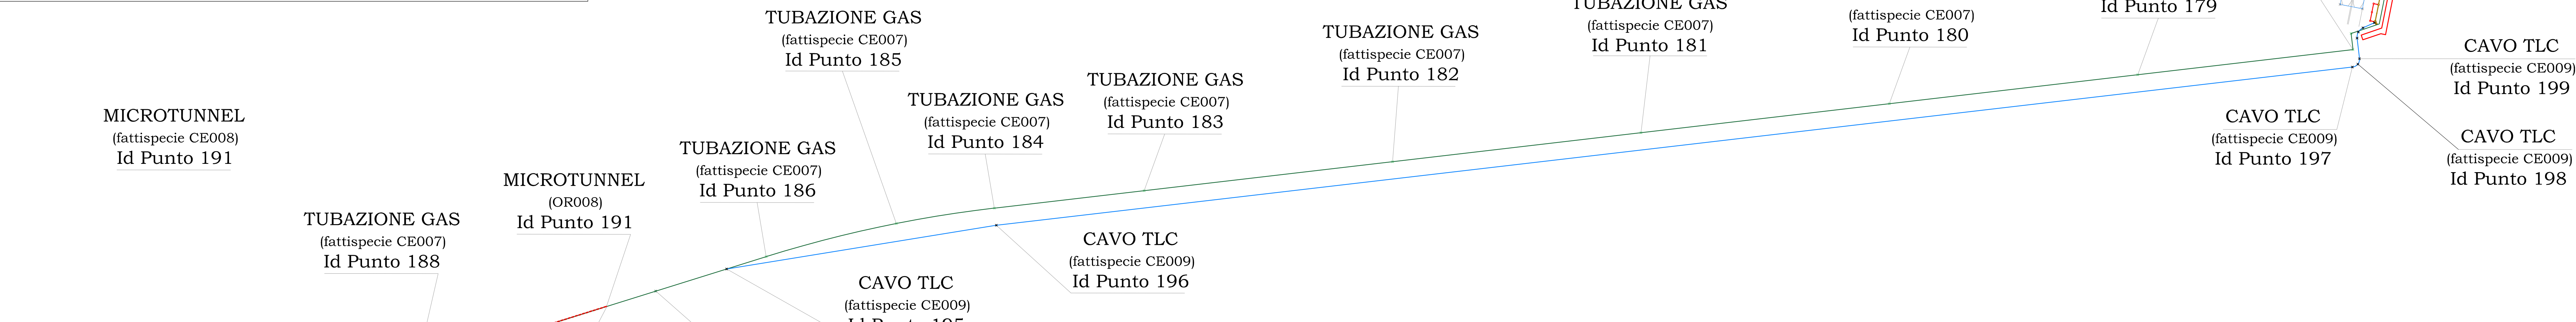 MICROTUNNEL
(fattispecie CE008)
Id Punto 191
TUBAZIONE GAS
(fattispecie CE007)
Id Punto 188
MICROTUNNEL
(OR008)
Id Punto 191
TUBAZIONE GAS
(fattispecie CE007)
Id Punto 186
TUBAZIONE GAS
(fattispecie CE007)
Id Punto 185
TUBAZIONE GAS
(fattispecie CE007)
Id Punto 184
CAVO TLC
(fattispecie CE009)
Id Punto 195
TUBAZIONE GAS
(fattispecie CE007)
Id Punto 183
CAVO TLC
(fattispecie CE009)
Id Punto 196
TUBAZIONE GAS
(fattispecie CE007)
Id Punto 182
TUBAZIONE GAS
(fattispecie CE007)
Id Punto 181
(fattispecie CE007)
Id Punto 180
Id Punto 179
CAVO TLC
(fattispecie CE009)
Id Punto 197
CAVO TLC
(fattispecie CE009)
Id Punto 199
CAVO TLC
(fattispecie CE009)
Id Punto 198